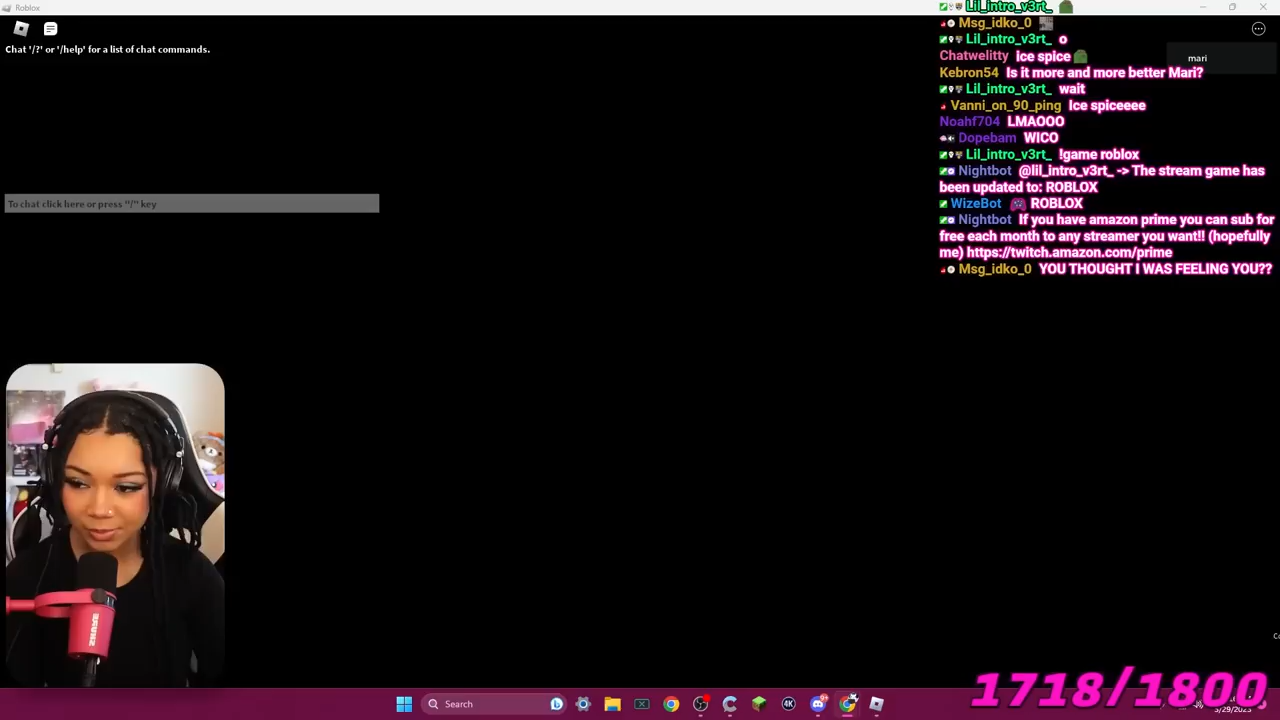 Roblox
Chat '/?' or '/help' for a list of chat commands.
To chat click here or press "/" key
Lil_intro_v3rt_
Msg_idko_0
Lil_intro_v3rt_
Chatwelitty ice spice
mari
Kebron54 Is it more and more better Mari?
Lil_intro_v3rt_ wait
Vanni_on_90_ping Ice spiceeee
Noahf704 LMAOOO
Dopebam WICO
Lil_intro_v3rt_ !game roblox
Nightbot @lil_intro_v3rt_ -> The stream game has
been updated to: ROBLOX
WizeBot ROBLOX
Nightbot If you have amazon prime you can sub for
free each month to any streamer you want!! (hopefully
me) https://twitch.amazon.com/prime
Msg_idko_0 YOU THOUGHT I WAS FEELING YOU??
SHURE
1718/1800
Search
4K